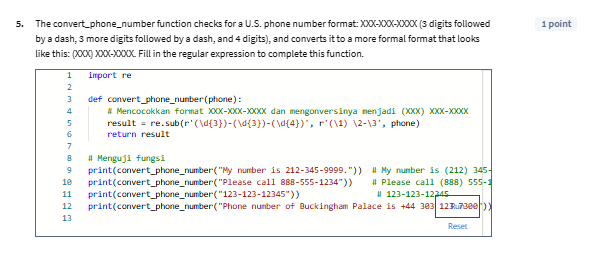 5. The convert_phone_number function checks for a U.S. phone number format: XXX-XXX-XXXX (3 digits followed
1 point
by a dash, 3 more digits followed by a dash, and 4 digits), and converts it to a more formal format that looks
like this: (XXX) XXX-XXXX. Fill in the regular expression to complete this function.
1 import re
2
3 def convert_phone_number(phone):
4 # Mencocokkan format XXX-XXX-XXXX dan mengonversinya menjadi (XXX) XXX-XXXX
5 result = re.sub(r'(\d{3})-(\d{3})-(\d{4})', r'(\1) \2-\3', phone)
6 return result
7
8 # Menguji fungsi
9 print(convert_phone_number("My number is 212-345-9999.")) # My number is (212) 345-
10 print(convert_phone_number("Please call 888-555-1234")) # Please call (888) 555-1
11 print(convert_phone_number("123-123-12345")) # 123-123-12345
12 print(convert_phone_number("Phone number of Buckingham Palace is +44 303 123 7300"))
13
Run
Reset